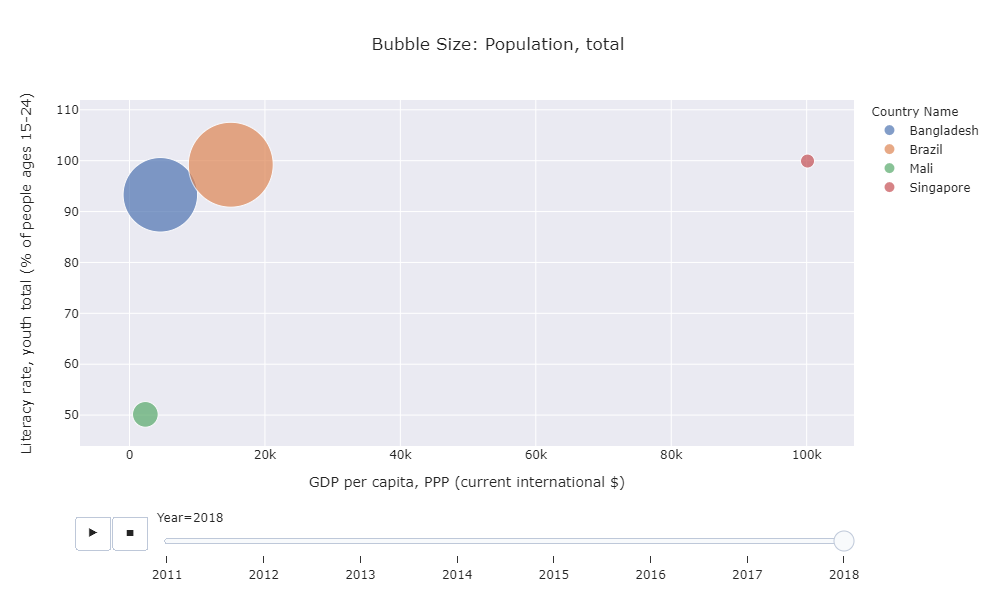 Bubble Size: Population, total
Literacy rate, youth total (% of people ages 15-24)
110
100
90
80
70
60
50
0 20k 40k 60k 80k 100k
GDP per capita, PPP (current international $)
Country Name
Bangladesh
Brazil
Mali
Singapore
Year=2018
2011 2012 2013 2014 2015 2016 2017 2018